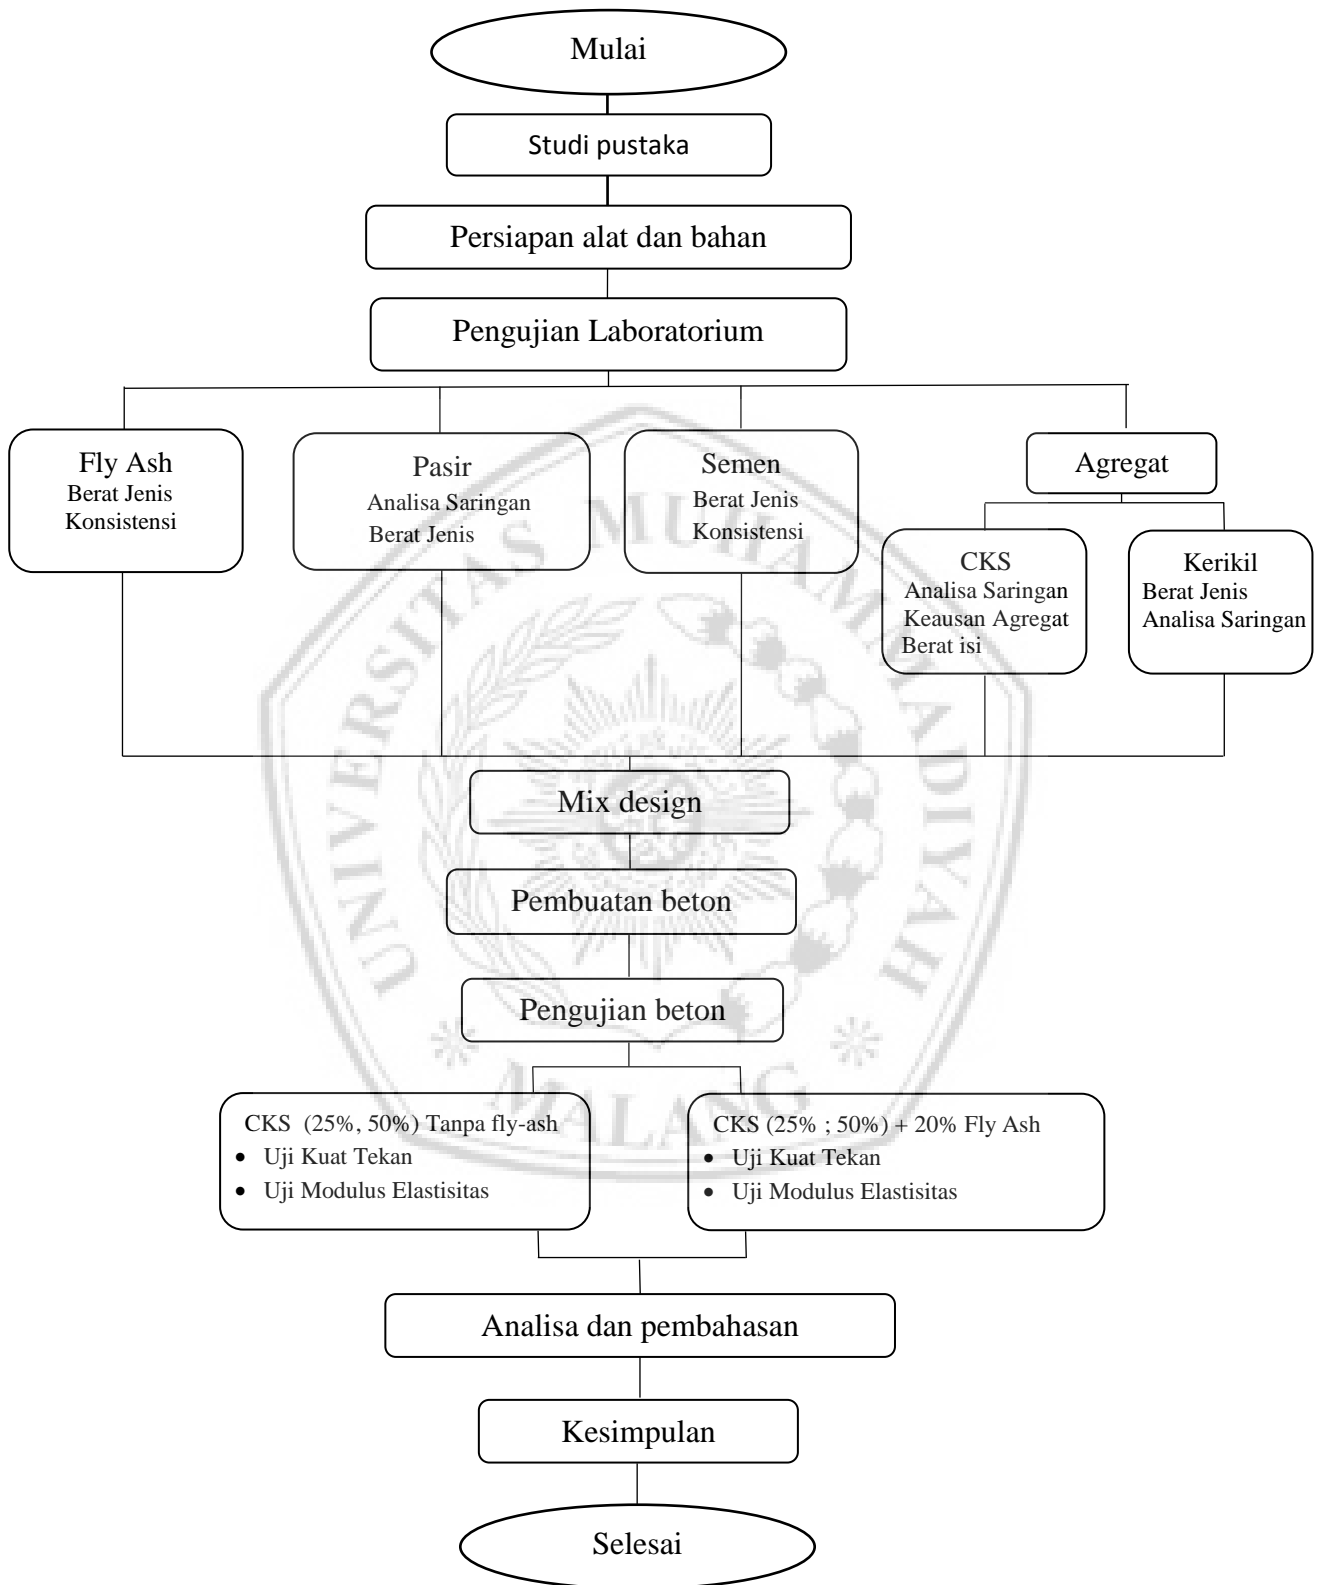 Mulai
Studi pustaka
Persiapan alat dan bahan
Pengujian Laboratorium
Fly Ash
Berat Jenis
Konsistensi
Pasir
Analisa Saringan
Berat Jenis
Semen
Berat Jenis
Konsistensi
Agregat
CKS
Analisa Saringan
Keausan Agregat
Berat isi
Kerikil
Berat Jenis
Analisa Saringan
Mix design
Pembuatan beton
Pengujian beton
CKS (25%, 50%) Tanpa fly-ash
• Uji Kuat Tekan
• Uji Modulus Elastisitas
CKS (25% ; 50%) + 20% Fly Ash
• Uji Kuat Tekan
• Uji Modulus Elastisitas
Analisa dan pembahasan
Kesimpulan
Selesai
UNIVERSITAS MUHAMMADIYAH
MALANG